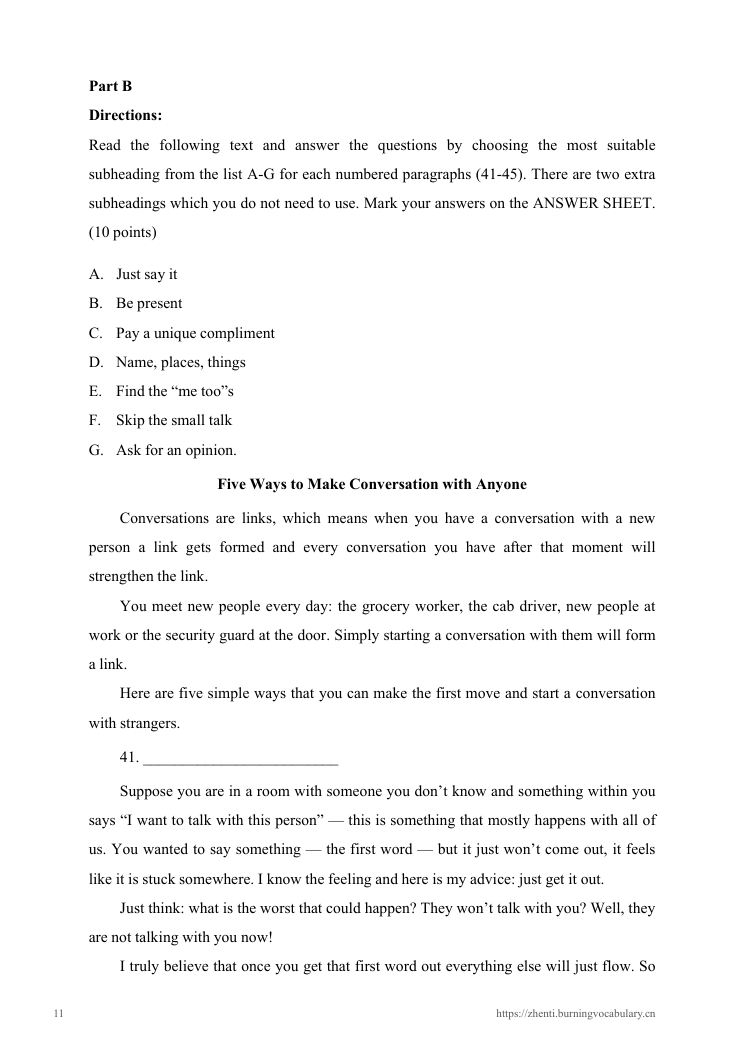 Part B
Directions:
Read the following text and answer the questions by choosing the most suitable
subheading from the list A-G for each numbered paragraphs (41-45). There are two extra
subheadings which you do not need to use. Mark your answers on the ANSWER SHEET.
(10 points)
A. Just say it
B. Be present
C. Pay a unique compliment
D. Name, places, things
E. Find the “me too”s
F. Skip the small talk
G. Ask for an opinion.
Five Ways to Make Conversation with Anyone
Conversations are links, which means when you have a conversation with a new
person a link gets formed and every conversation you have after that moment will
strengthen the link.
You meet new people every day: the grocery worker, the cab driver, new people at
work or the security guard at the door. Simply starting a conversation with them will form
a link.
Here are five simple ways that you can make the first move and start a conversation
with strangers.
41. _________________________
Suppose you are in a room with someone you don’t know and something within you
says “I want to talk with this person” — this is something that mostly happens with all of
us. You wanted to say something — the first word — but it just won’t come out, it feels
like it is stuck somewhere. I know the feeling and here is my advice: just get it out.
Just think: what is the worst that could happen? They won’t talk with you? Well, they
are not talking with you now!
I truly believe that once you get that first word out everything else will just flow. So
11
https://zhenti.burningvocabulary.cn